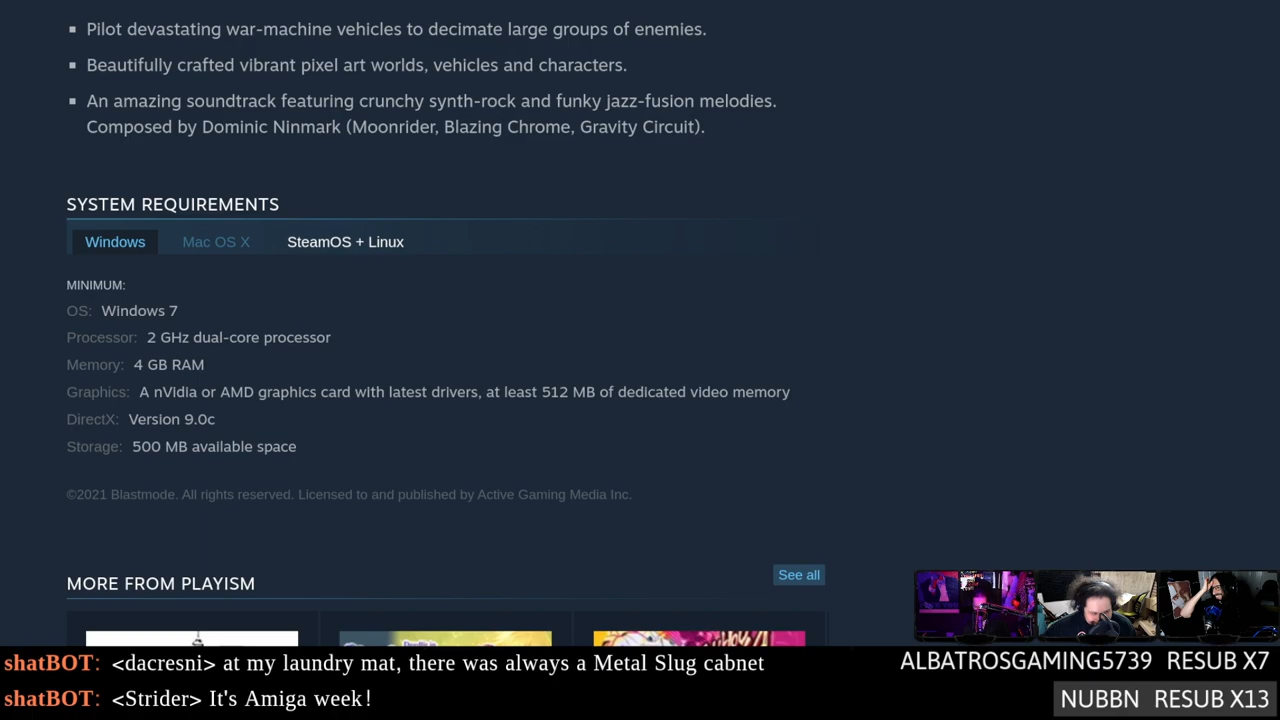 Pilot devastating war-machine vehicles to decimate large groups of enemies.
Beautifully crafted vibrant pixel art worlds, vehicles and characters.
An amazing soundtrack featuring crunchy synth-rock and funky jazz-fusion melodies.
Composed by Dominic Ninmark (Moonrider, Blazing Chrome, Gravity Circuit).
SYSTEM REQUIREMENTS
Windows Mac OS X SteamOS + Linux
MINIMUM:
OS: Windows 7
Processor: 2 GHz dual-core processor
Memory: 4 GB RAM
Graphics: A nVidia or AMD graphics card with latest drivers, at least 512 MB of dedicated video memory
DirectX: Version 9.0c
Storage: 500 MB available space
©2021 Blastmode. All rights reserved. Licensed to and published by Active Gaming Media Inc.
MORE FROM PLAYISM See all
shatBOT: <dacresni> at my laundry mat, there was always a Metal Slug cabnet
ALBATROSGAMING5739 RESUB X7
shatBOT: <Strider> It's Amiga week!
NUBBN RESUB X13